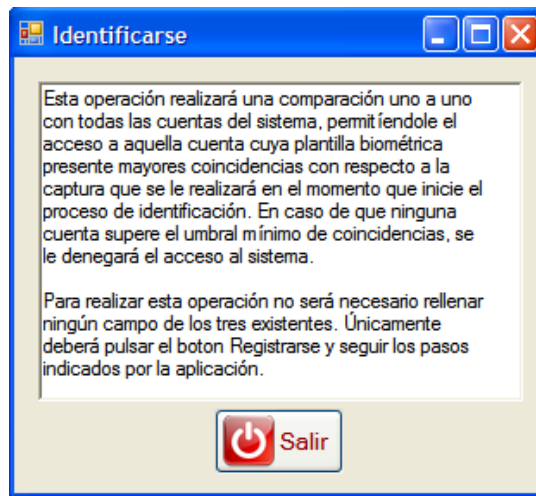 Identificarse
Esta operación realizará una comparación uno a uno
con todas las cuentas del sistema, permitíendole el
acceso a aquella cuenta cuya plantilla biométrica
presente mayores coincidencias con respecto a la
captura que se le realizará en el momento que inicie el
proceso de identificación. En caso de que ninguna
cuenta supere el umbral mínimo de coincidencias, se
le denegará el acceso al sistema.
Para realizar esta operación no será necesario rellenar
ningún campo de los tres existentes. Únicamente
deberá pulsar el boton Registrarse y seguir los pasos
indicados por la aplicación.
Salir